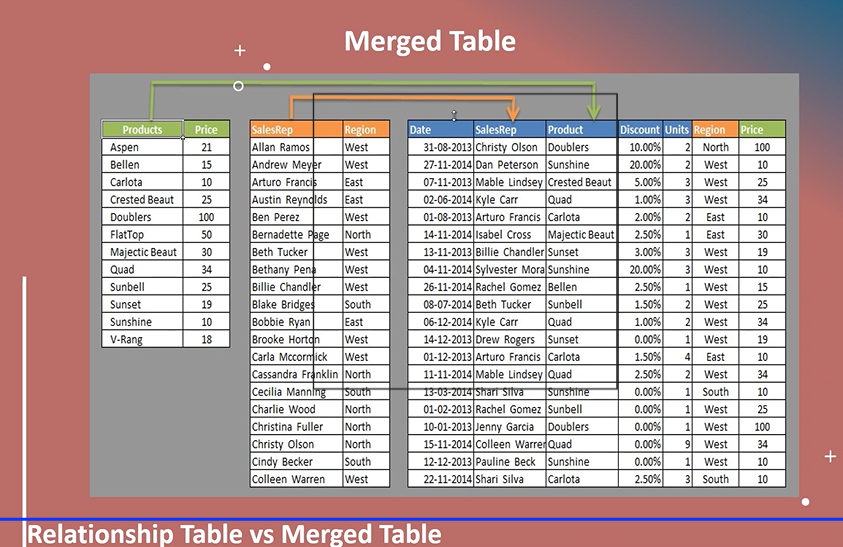 Merged Table
Products Price
Aspen 21
Bellen 15
Carlota 10
Crested Beaut 25
Doublers 100
FlatTop 50
Majectic Beaut 30
Quad 34
Sunbell 25
Sunset 19
Sunshine 10
V-Rang 18
SalesRep Region
Allan Ramos West
Andrew Meyer West
Arturo Francis East
Austin Reynolds East
Ben Perez West
Bernadette Page North
Beth Tucker West
Bethany Pena West
Billie Chandler West
Blake Bridges South
Bobbie Ryan East
Brooke Horton West
Carla Mccormick West
Cassandra Franklin North
Cecilia Manning South
Charlie Wood North
Christina Fuller North
Christy Olson North
Cindy Becker South
Colleen Warren West
Date SalesRep Product Discount Units Region Price
31-08-2013 Christy Olson Doublers 10.00% 2 North 100
27-11-2014 Dan Peterson Sunshine 20.00% 2 West 10
07-11-2013 Mable Lindsey Crested Beaut 5.00% 3 West 25
02-06-2014 Kyle Carr Quad 1.00% 3 West 34
01-08-2013 Arturo Francis Carlota 2.00% 2 East 10
14-11-2014 Isabel Cross Majectic Beaut 2.50% 1 East 30
13-11-2013 Billie Chandler Sunset 3.00% 3 West 19
04-11-2014 Sylvester Mora Sunshine 20.00% 3 West 10
26-11-2014 Rachel Gomez Bellen 2.50% 1 West 15
08-07-2014 Beth Tucker Sunbell 1.50% 2 West 25
06-12-2014 Kyle Carr Quad 1.00% 2 West 34
14-12-2013 Drew Rogers Sunset 0.00% 1 West 19
01-12-2013 Arturo Francis Carlota 1.50% 4 East 10
11-11-2014 Mable Lindsey Quad 2.50% 2 West 34
13-03-2014 Shari Silva Sunshine 0.00% 1 South 10
01-02-2013 Rachel Gomez Sunbell 0.00% 1 West 25
10-01-2013 Jenny Garcia Doublers 0.00% 1 West 100
15-11-2014 Colleen Warren Quad 0.00% 9 West 34
12-12-2013 Pauline Beck Sunshine 0.00% 1 West 10
22-11-2014 Shari Silva Carlota 2.50% 3 South 10
Relationship Table vs Merged Table